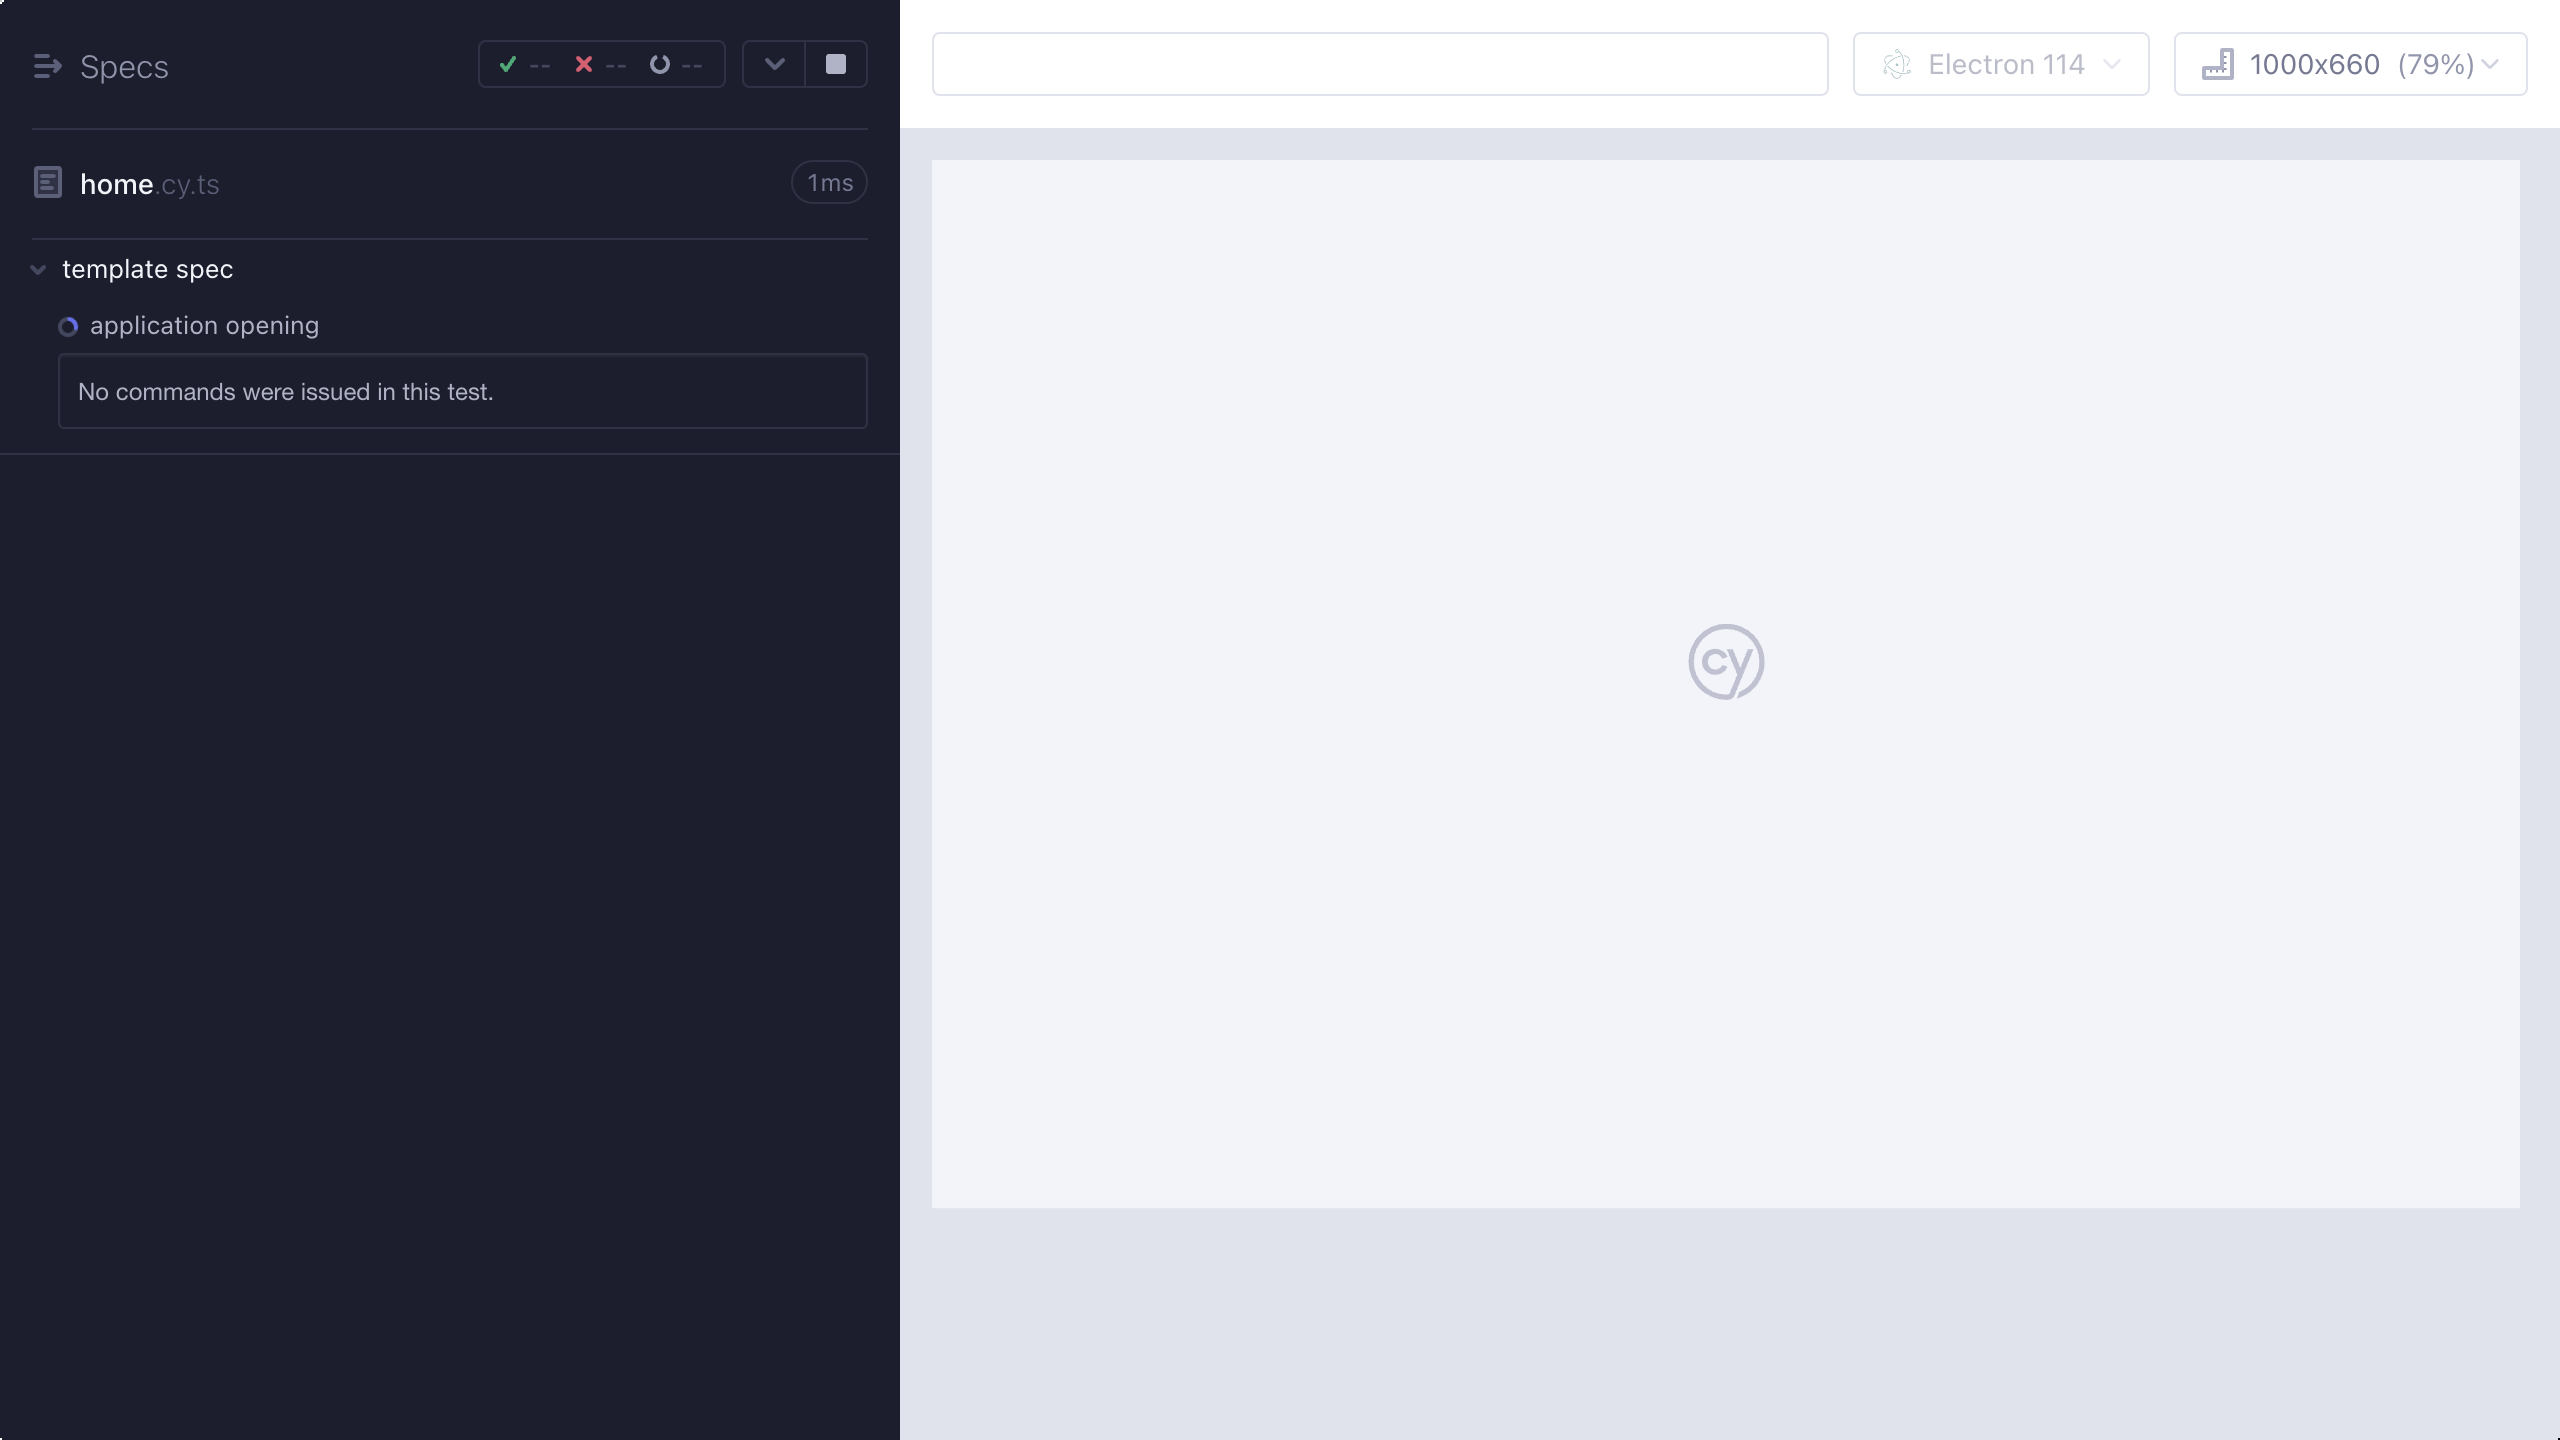 Specs
--
--
--
Electron 114
1000x660 (79%)
home.cy.ts
1ms
template spec
application opening
No commands were issued in this test.
cy